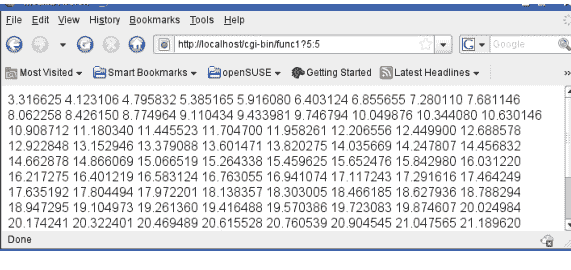 File Edit View History Bookmarks Tools Help
http://localhost/cgi-bin/func1?5:5 Google
Most Visited Smart Bookmarks openSUSE Getting Started Latest Headlines »
3.316625 4.123106 4.795832 5.385165 5.916080 6.403124 6.855655 7.280110 7.681146
8.062258 8.426150 8.774964 9.110434 9.433981 9.746794 10.049876 10.344080 10.630146
10.908712 11.180340 11.445523 11.704700 11.958261 12.206556 12.449900 12.688578
12.922848 13.152946 13.379088 13.601471 13.820275 14.035669 14.247807 14.456832
14.662878 14.866069 15.066519 15.264338 15.459625 15.652476 15.842980 16.031220
16.217275 16.401219 16.583124 16.763055 16.941074 17.117243 17.291616 17.464249
17.635192 17.804494 17.972201 18.138357 18.303005 18.466185 18.627936 18.788294
18.947295 19.104973 19.261360 19.416488 19.570386 19.723083 19.874607 20.024984
20.174241 20.322401 20.469489 20.615528 20.760539 20.904545 21.047565 21.189620
Done